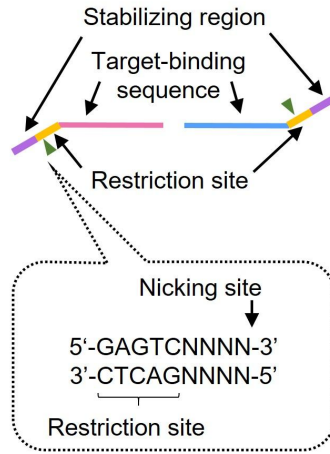 Stabilizing region
Target-binding
sequence
Restriction site
Nicking site
5‘-GAGTCNNNN-3’
3’-CTCAGNNNN-5’
Restriction site